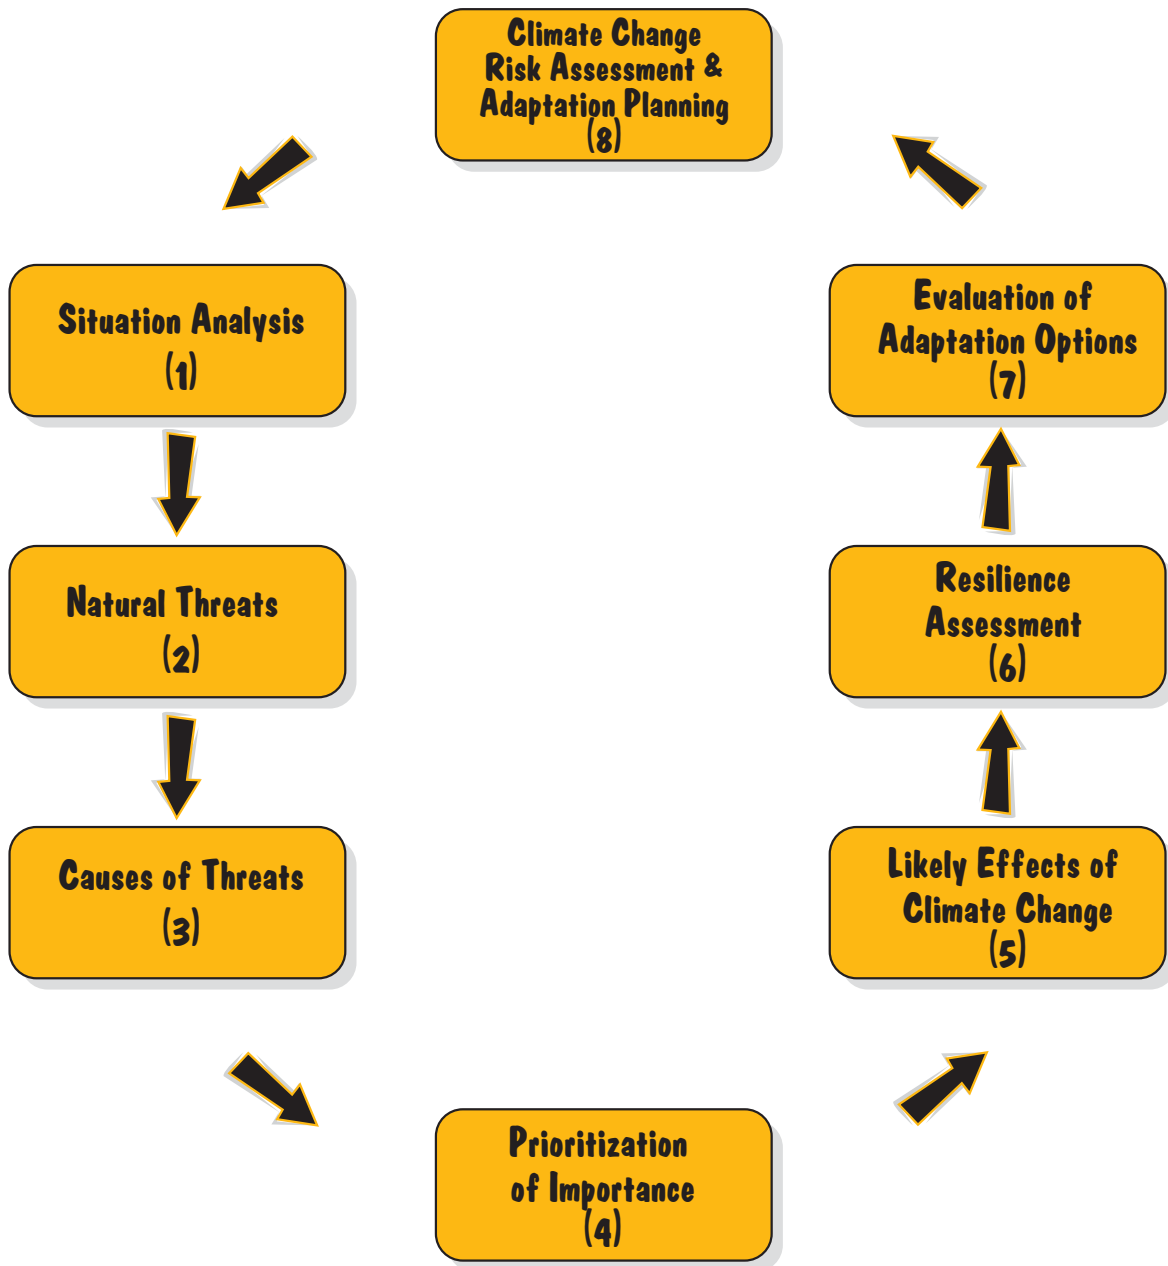 Climate Change
Risk Assessment &
Adaptation Planning
(8)
Situation Analysis
(1)
Natural Threats
(2)
Causes of Threats
(3)
Prioritization
of Importance
(4)
Likely Effects of
Climate Change
(5)
Resilience
Assessment
(6)
Evaluation of
Adaptation Options
(7)